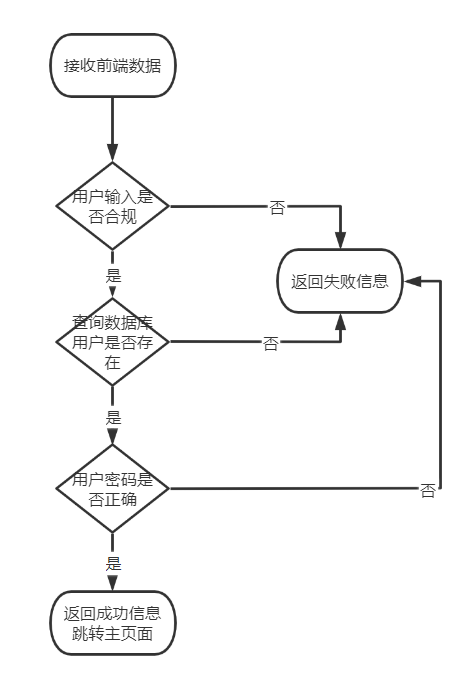 接收前端数据
用户输入是
否合规
否
返回失败信息
是
查询数据库
用户是否存
在
否
是
用户密码是
否正确
否
是
返回成功信息
跳转主页面